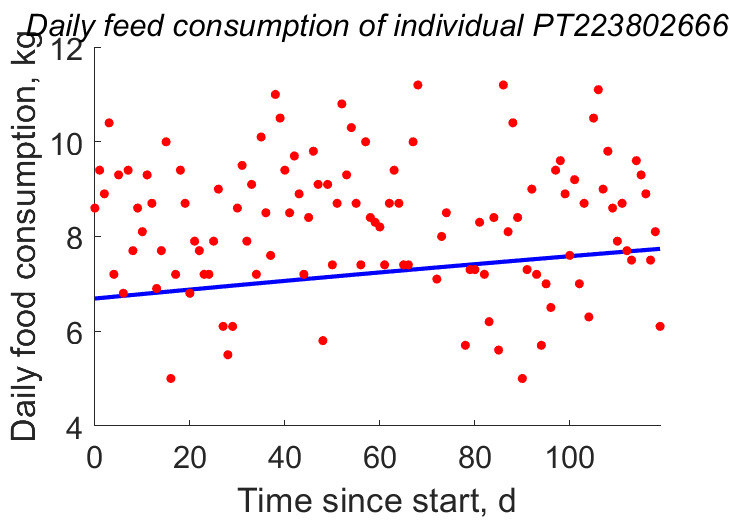 Daily feed consumption of individual PT223802666
Daily food consumption, kg
12
10
8
6
4
0 20 40 60 80 100
Time since start, d